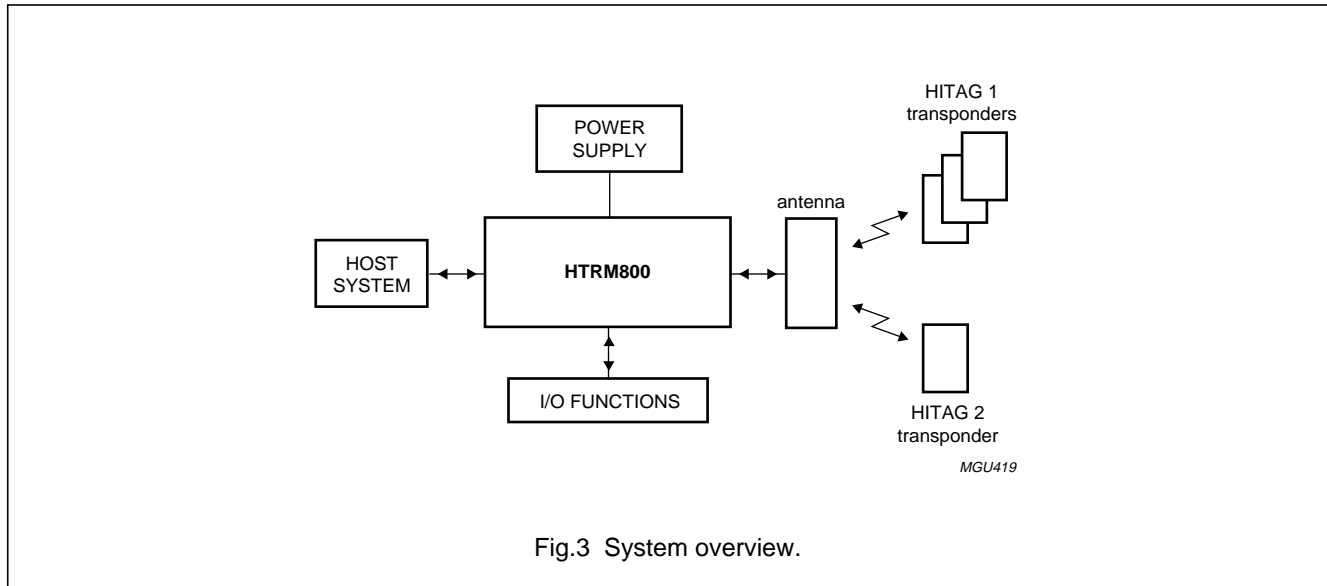 HITAG 1
transponders
POWER
SUPPLY
antenna
HOST
SYSTEM
HTRM800
I/O FUNCTIONS
HITAG 2
transponder
MGU419
Fig.3 System overview.